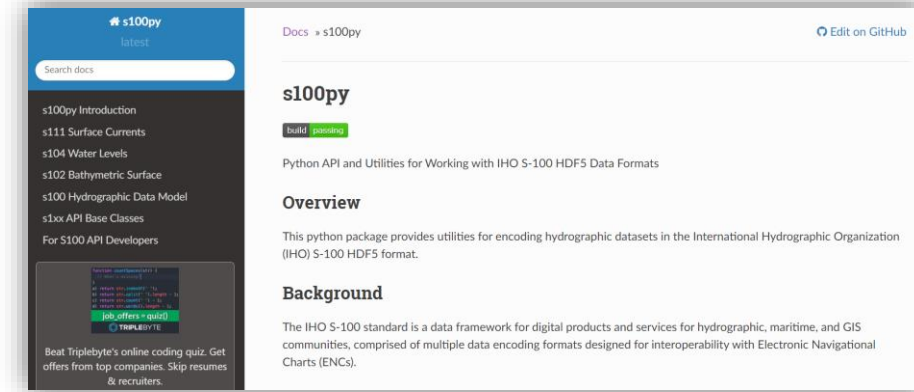 s100py
latest
Search docs
s100py Introduction
s111 Surface Currents
s104 Water Levels
s102 Bathymetric Surface
s100 Hydrographic Data Model
s1xx API Base Classes
For S100 API Developers
job_offers = quiz()
TRIPLEBYTE
Beat Triplebyte's online coding quiz. Get
offers from top companies. Skip resumes
& recruiters.
Docs » s100py
Edit on GitHub
s100py
build passing
Python API and Utilities for Working with IHO S-100 HDF5 Data Formats
Overview
This python package provides utilities for encoding hydrographic datasets in the International Hydrographic Organization
(IHO) S-100 HDF5 format.
Background
The IHO S-100 standard is a data framework for digital products and services for hydrographic, maritime, and GIS
communities, comprised of multiple data encoding formats designed for interoperability with Electronic Navigational
Charts (ENCs).